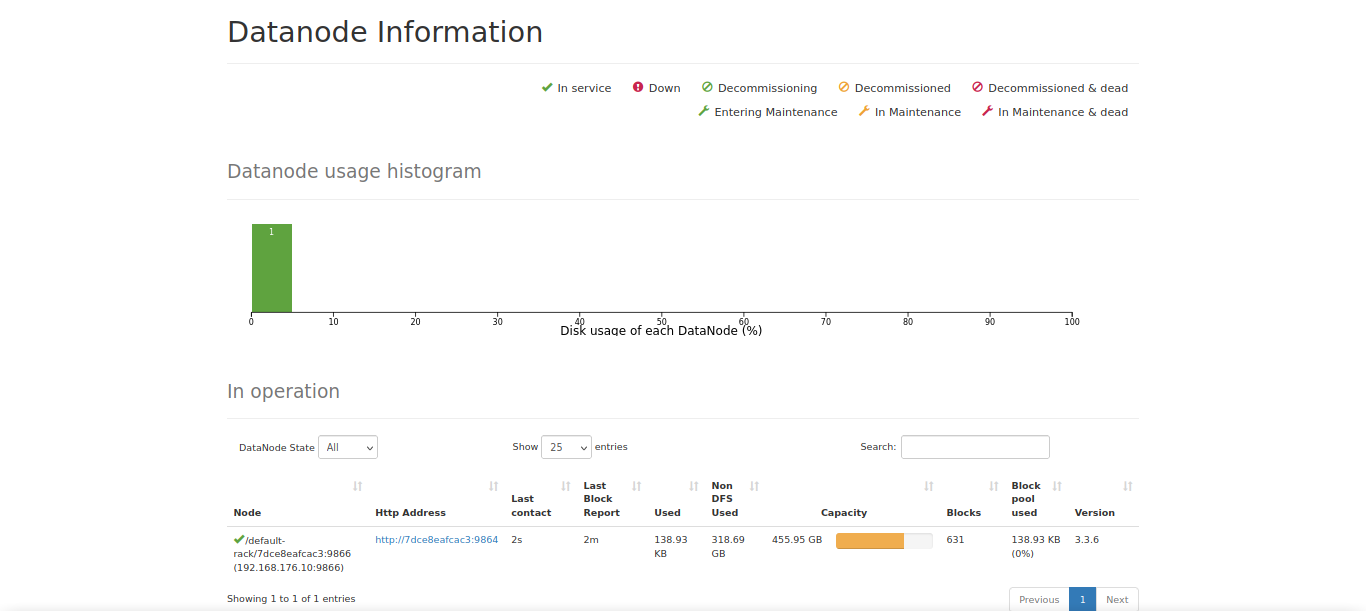 Datanode Information
In service Down Decommissioning Decommissioned Decommissioned & dead
Entering Maintenance In Maintenance In Maintenance & dead
Datanode usage histogram
1
0 10 20 30 40 50 60 70 80 90 100
Disk usage of each DataNode (%)
In operation
DataNode State All Show 25 entries Search:
Last Non Block
Last Block DFS pool
Node Http Address contact Report Used Used Capacity Blocks used Version
/default- http://7dce8eafcac3:9864 2s 2m 138.93 318.69 455.95 GB 631 138.93 KB 3.3.6
rack/7dce8eafcac3:9866 KB GB (0%)
(192.168.176.10:9866)
Showing 1 to 1 of 1 entries Previous 1 Next